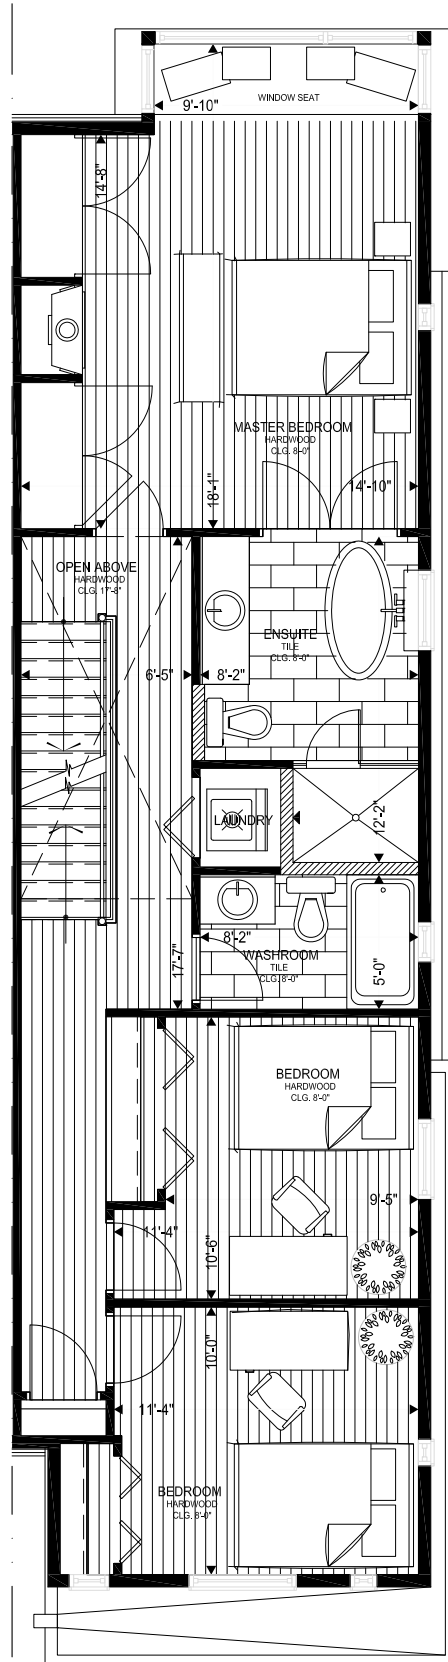 WINDOW SEAT
9'-10"
14'-8"
MASTER BEDROOM
HARDWOOD
CLG. 8'-0"
18'-1"
14'-10"
OPEN ABOVE
HARDWOOD
CLG. 17'-8"
ENSUITE
TILE
CLG. 8'-0"
6'-5"
8'-2"
LAUNDRY
12'-2"
8'-2"
WASHROOM
TILE
CLG. 8'-0"
17'-7"
5'-0"
BEDROOM
HARDWOOD
CLG. 8'-0"
9'-5"
11'-4"
10'-6"
10'-0"
11'-4"
BEDROOM
HARDWOOD
CLG. 8'-0"